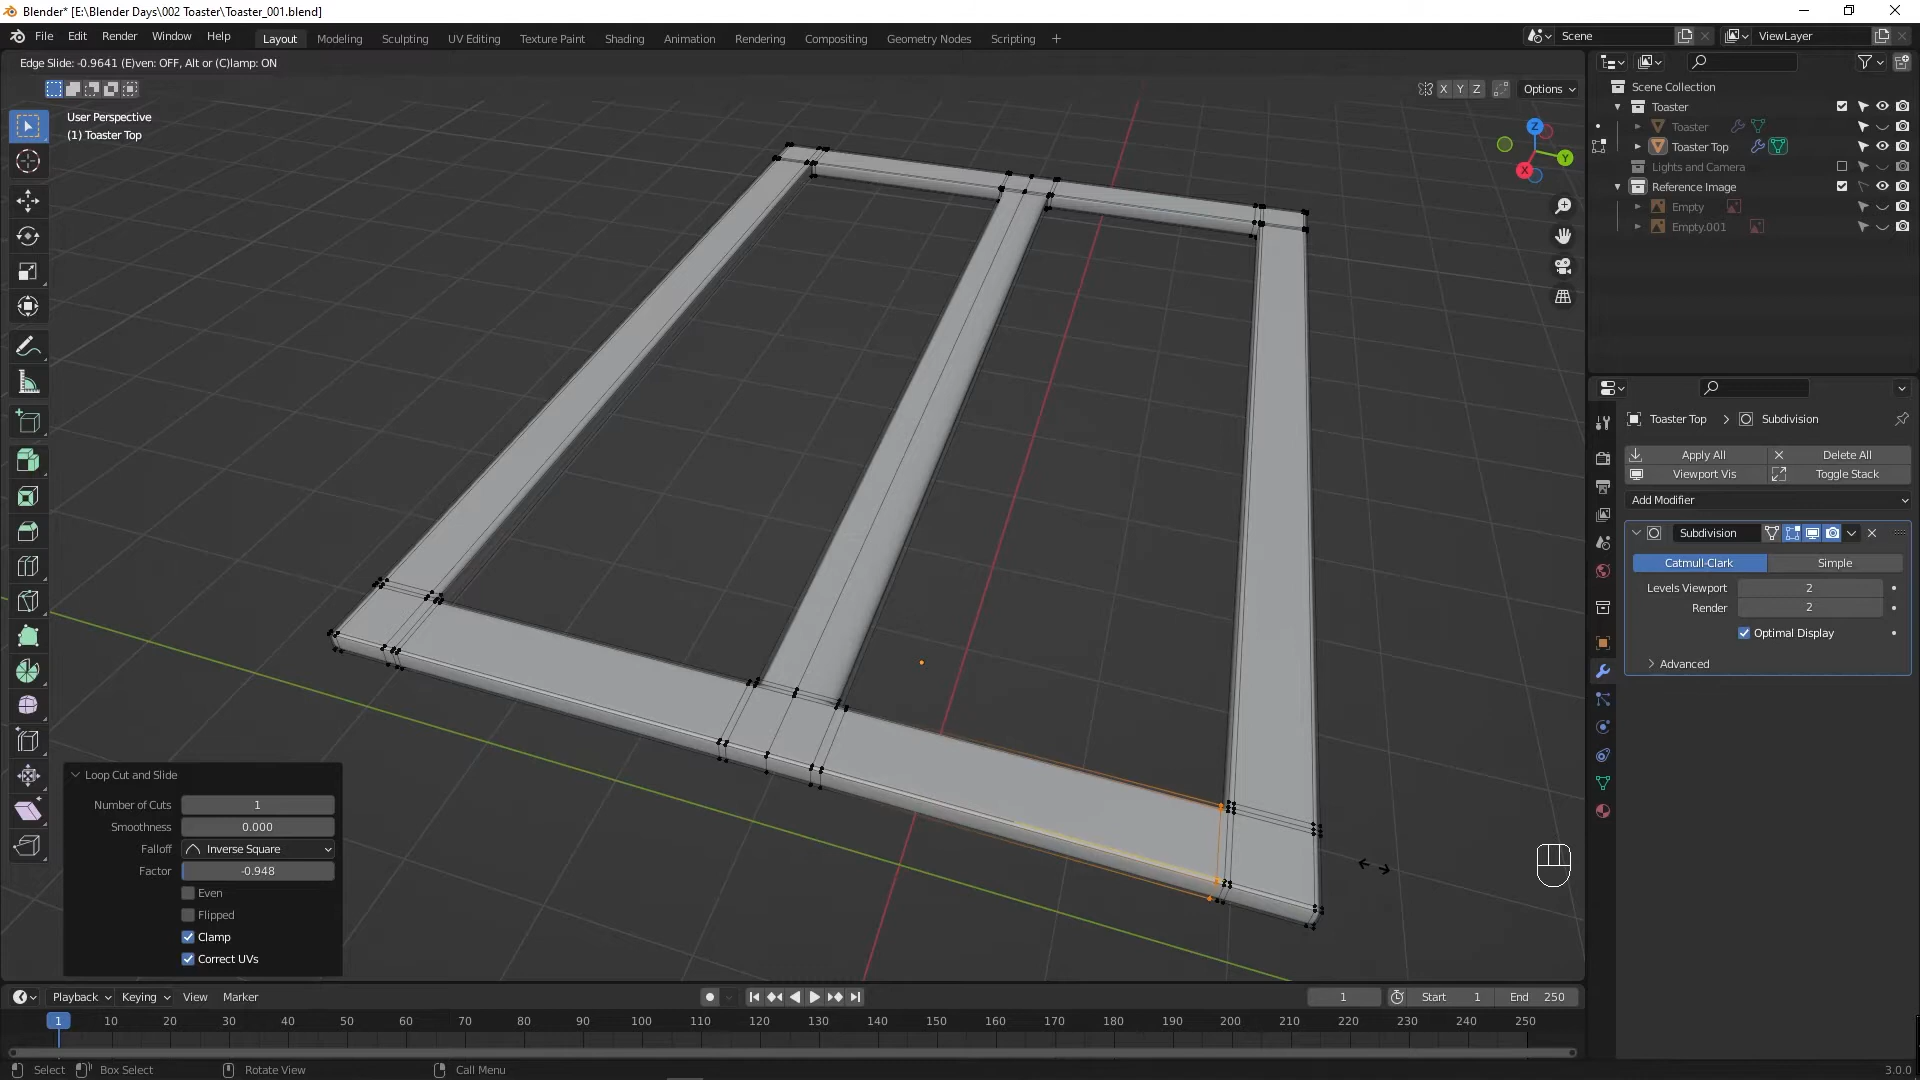 Blender* [E:\Blender Days\002 Toaster\Toaster_001.blend]
File Edit Render Window Help
Layout Modeling Sculpting UV Editing Texture Paint Shading Animation Rendering Compositing Geometry Nodes Scripting +
Scene
ViewLayer
Edge Slide: -0.9641 (E)ven: OFF, Alt or (C)lamp: ON
X Y Z
Options
User Perspective
(1) Toaster Top
Z
Y
X
Scene Collection
Toaster
Toaster
Toaster Top
Lights and Camera
Reference Image
Empty
Empty.001
Toaster Top > Subdivision
Apply All
Delete All
Viewport Vis
Toggle Stack
Add Modifier
Subdivision
Catmull-Clark
Simple
Levels Viewport 2
Render 2
Optimal Display
Advanced
Loop Cut and Slide
Number of Cuts 1
Smoothness 0.000
Falloff Inverse Square
Factor -0.948
Even
Flipped
Clamp
Correct UVs
Playback Keying View Marker
1
Start 1
End 250
1 10 20 30 40 50 60 70 80 90 100 110 120 130 140 150 160 170 180 190 200 210 220 230 240 250
Select Box Select Rotate View Call Menu
3.0.0